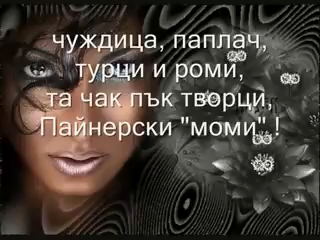 чуждица, паплач,
турци и роми,
та чак пък творци,
Пайнерски "моми" !